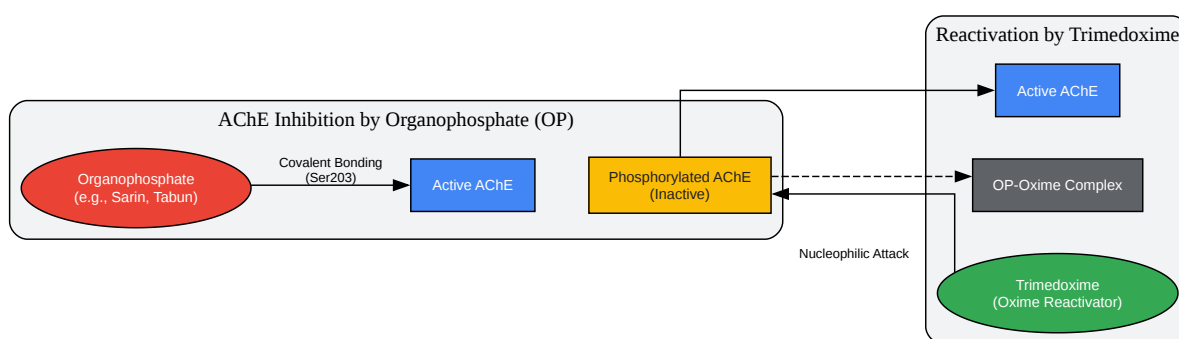 AChE Inhibition by Organophosphate (OP)
Organophosphate
(e.g., Sarin, Tabun)
Covalent Bonding
(Ser203)
Active AChE
Phosphorylated AChE
(Inactive)
Nucleophilic Attack
Reactivation by Trimedoxime
Active AChE
OP-Oxime Complex
Trimedoxime
(Oxime Reactivator)